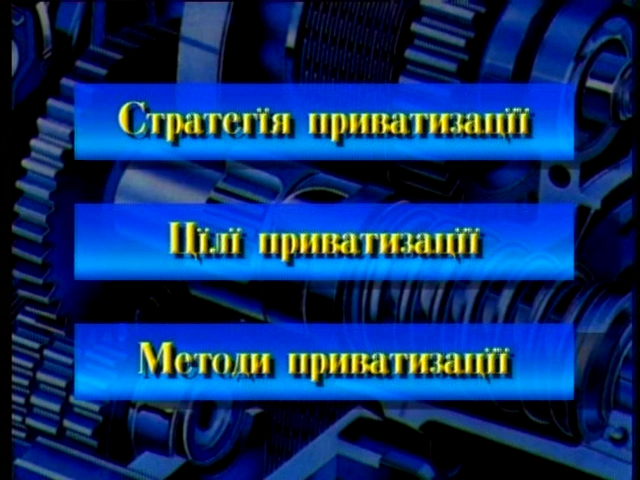 Стратегія приватизації
Цілі приватизації
Методи приватизації